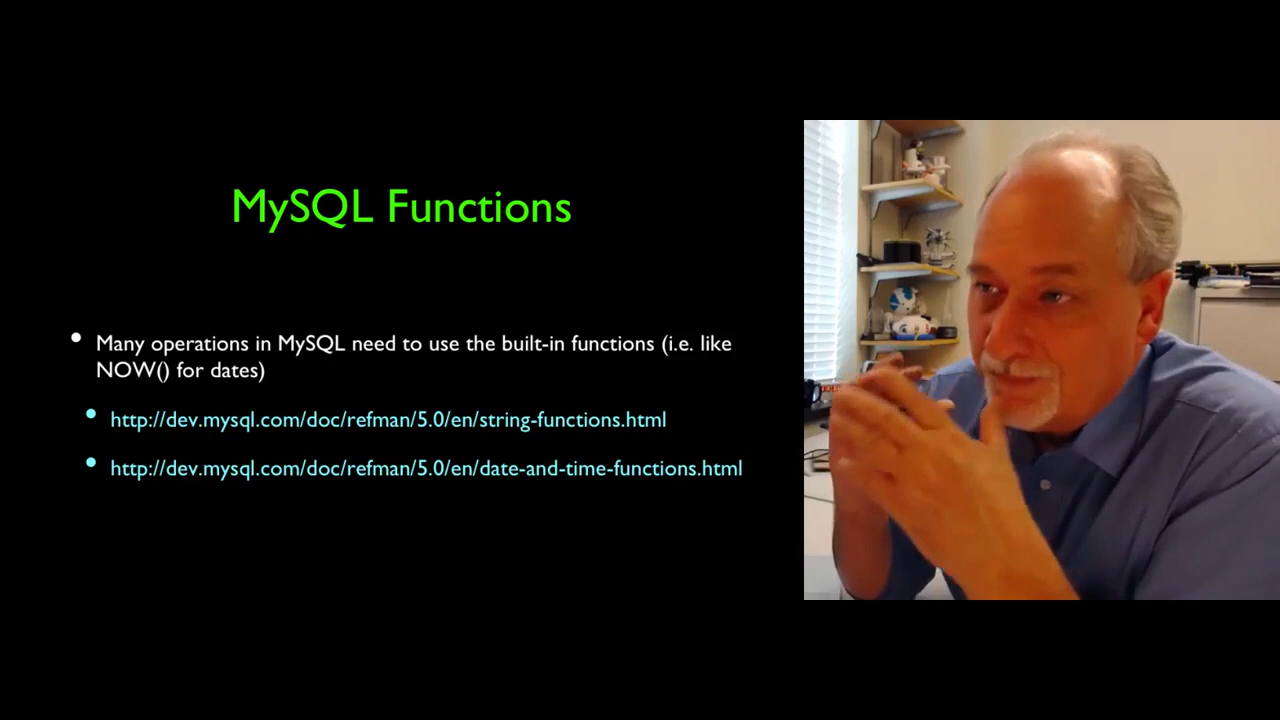 MySQL Functions
• Many operations in MySQL need to use the built-in functions (i.e. like
NOW() for dates)
• http://dev.mysql.com/doc/refman/5.0/en/string-functions.html
• http://dev.mysql.com/doc/refman/5.0/en/date-and-time-functions.html